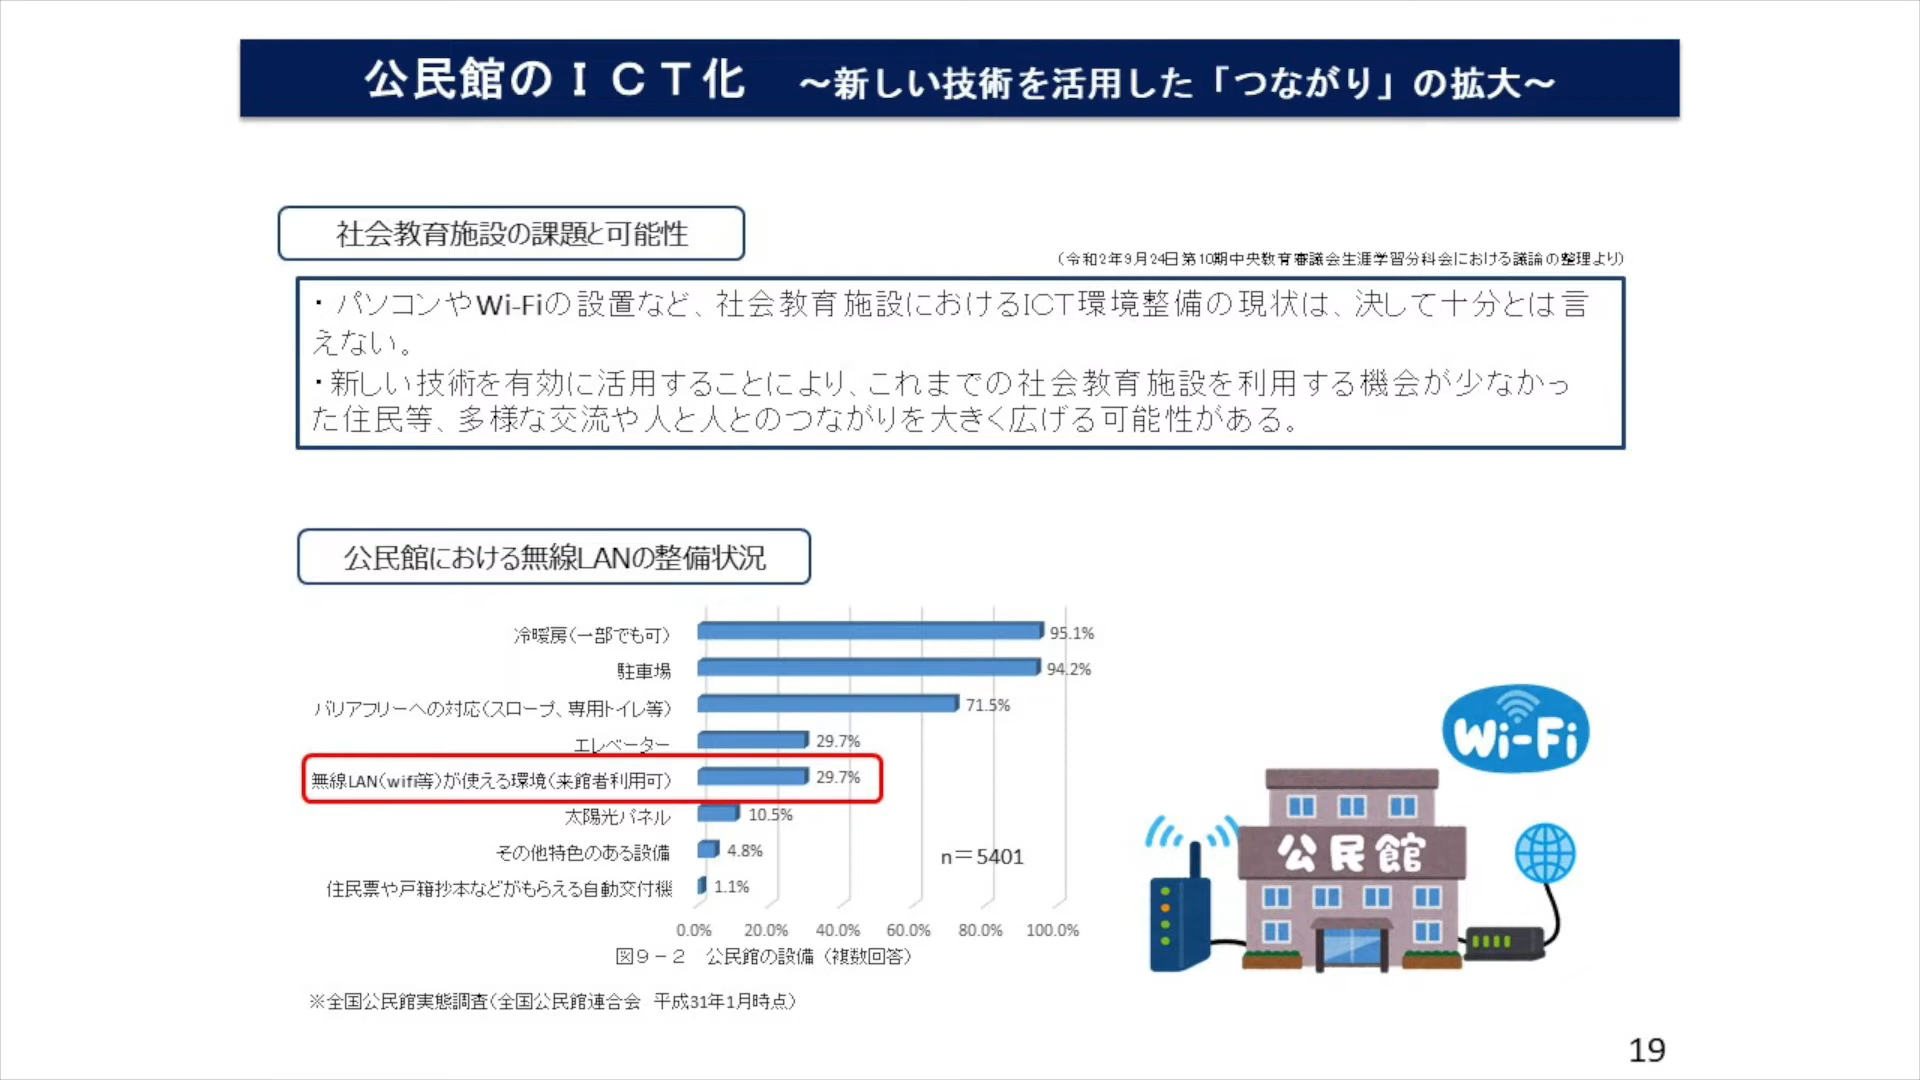 公民館のＩＣＴ化　～新しい技術を活用した「つながり」の拡大～
社会教育施設の課題と可能性
（令和2年9月24日第10期中央教育審議会生涯学習分科会における議論の整理より）
・パソコンやWi-Fiの設置など、社会教育施設におけるICT環境整備の現状は、決して十分とは言
えない。
・新しい技術を有効に活用することにより、これまでの社会教育施設を利用する機会が少なかっ
た住民等、多様な交流や人と人とのつながりを大きく広げる可能性がある。
公民館における無線LANの整備状況
冷暖房（一部でも可） 95.1%
駐車場 94.2%
バリアフリーへの対応（スロープ、専用トイレ等） 71.5%
エレベーター 29.7%
無線LAN（wifi等）が使える環境（来館者利用可） 29.7%
太陽光パネル 10.5%
その他特色のある設備 4.8%
住民票や戸籍抄本などがもらえる自動交付機 1.1%
n＝5401
0.0% 20.0% 40.0% 60.0% 80.0% 100.0%
図９－２　公民館の設備（複数回答）
※全国公民館実態調査（全国公民館連合会　平成31年1月時点）
Wi-Fi
公民館
19